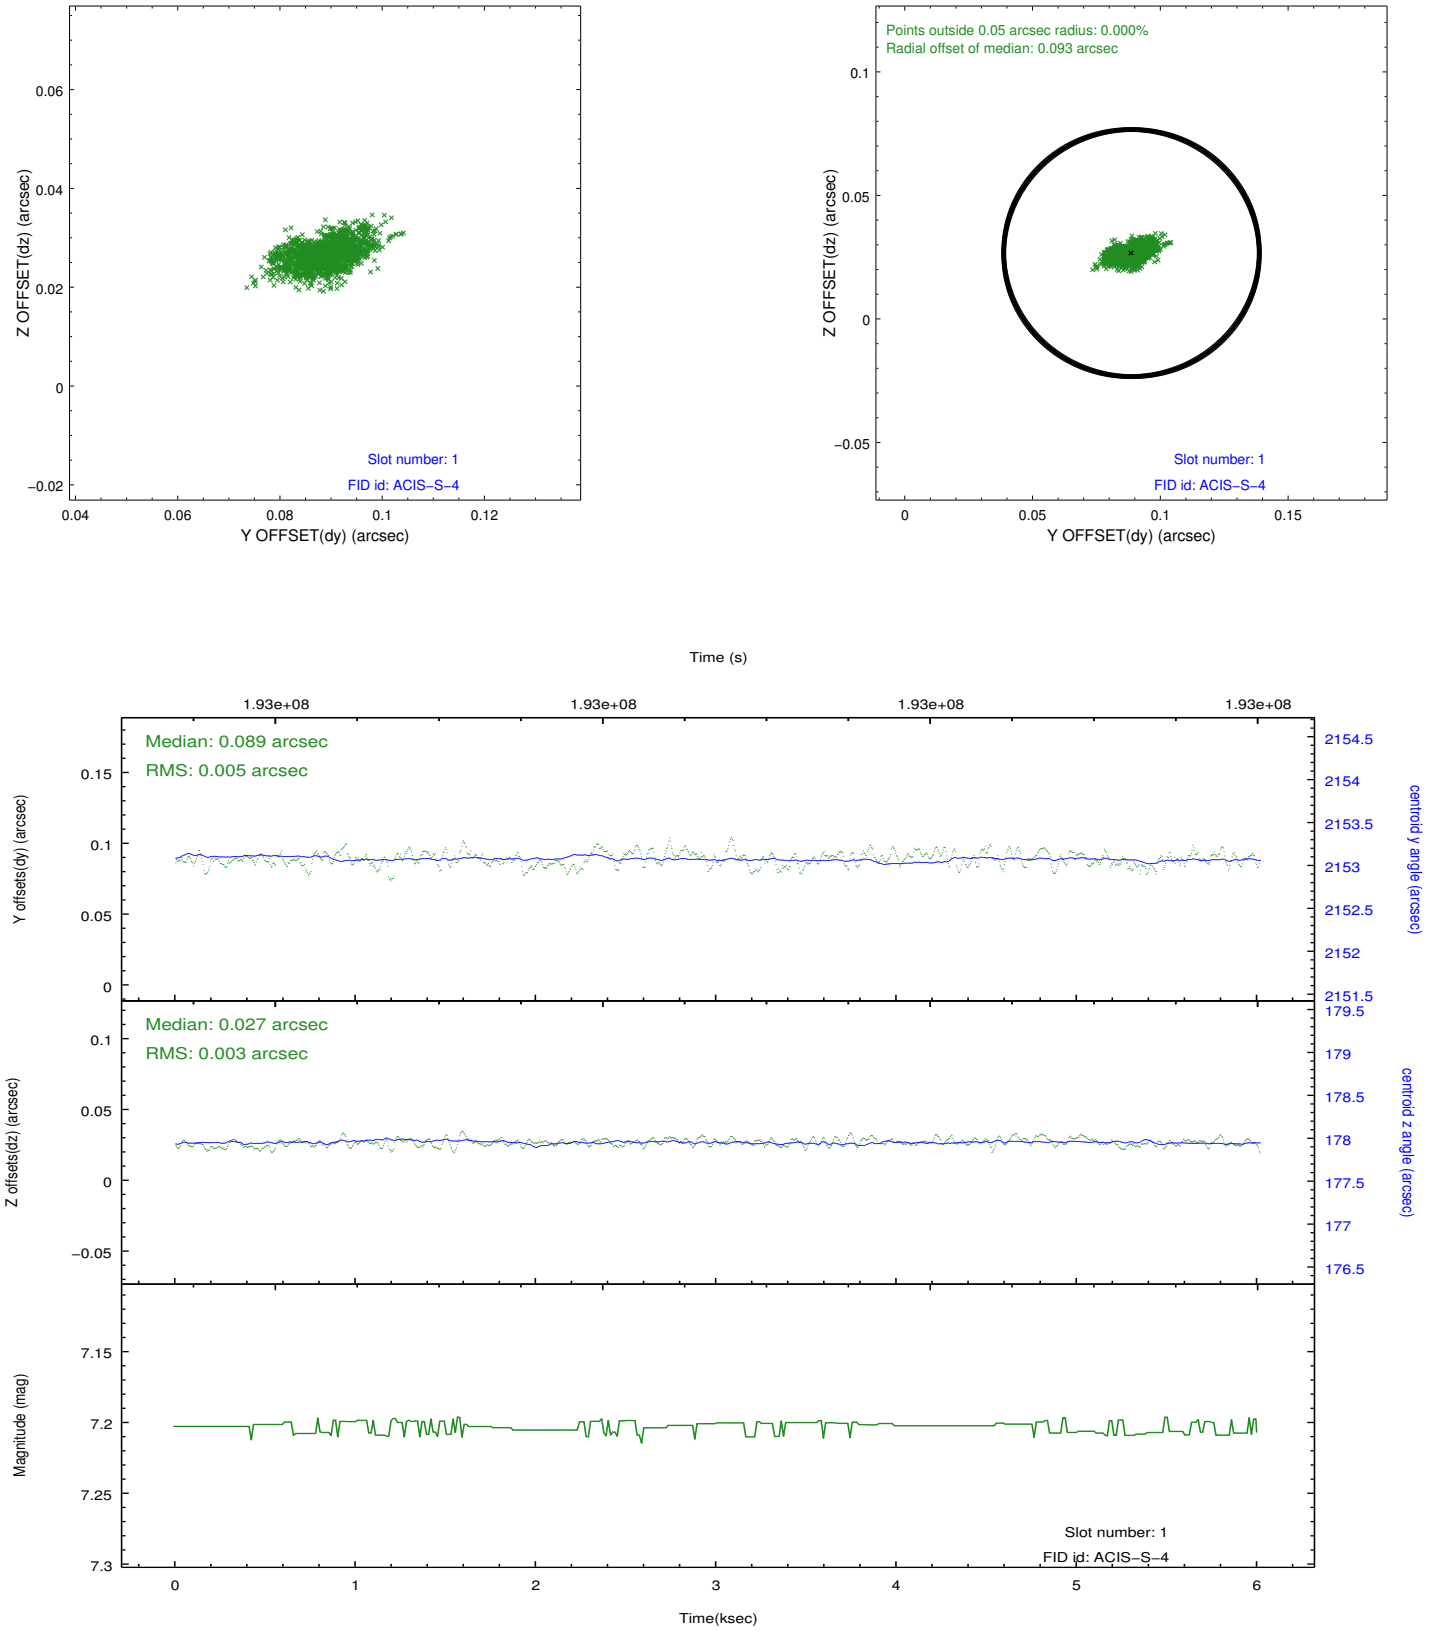 0.06
0.04
0.02
0
−0.02
0.04
0.06
0.08
0.1
0.12
Z OFFSET(dz) (arcsec)
Y OFFSET(dy) (arcsec)
Slot number: 1
FID id: ACIS−S−4
Points outside 0.05 arcsec radius: 0.000%
Radial offset of median: 0.093 arcsec
0.1
0.05
0
−0.05
0
0.05
0.1
0.15
Z OFFSET(dz) (arcsec)
Y OFFSET(dy) (arcsec)
Slot number: 1
FID id: ACIS−S−4
Time (s)
1.93e+08
1.93e+08
1.93e+08
1.93e+08
Median: 0.089 arcsec
RMS: 0.005 arcsec
0.15
0.1
0.05
0
Y offsets(dy) (arcsec)
2154.5
2154
2153.5
2153
2152.5
2152
2151.5
centroid y angle (arcsec)
Median: 0.027 arcsec
RMS: 0.003 arcsec
0.1
0.05
0
−0.05
Z offsets(dz) (arcsec)
179.5
179
178.5
178
177.5
177
176.5
centroid z angle (arcsec)
7.15
7.2
7.25
7.3
Magnitude (mag)
Slot number: 1
FID id: ACIS−S−4
0
1
2
3
4
5
6
Time(ksec)